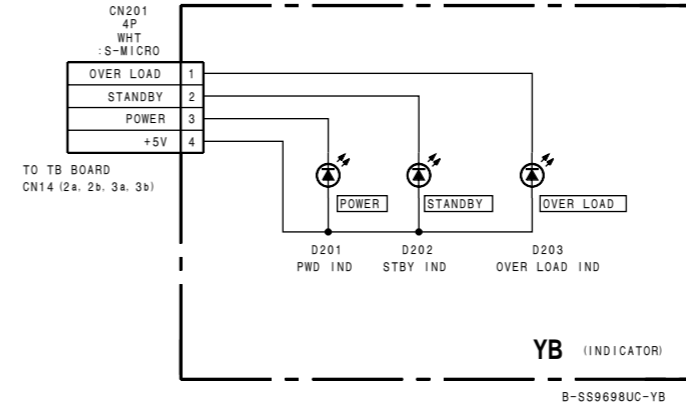 CN201
4P
WHT
:S-MICRO
OVER LOAD 1
STANDBY 2
POWER 3
+5V 4
TO TB BOARD
CN14 (2a, 2b, 3a, 3b)
POWER
STANDBY
OVER LOAD
D201
PWD IND
D202
STBY IND
D203
OVER LOAD IND
YB (INDICATOR)
B-SS9698UC-YB